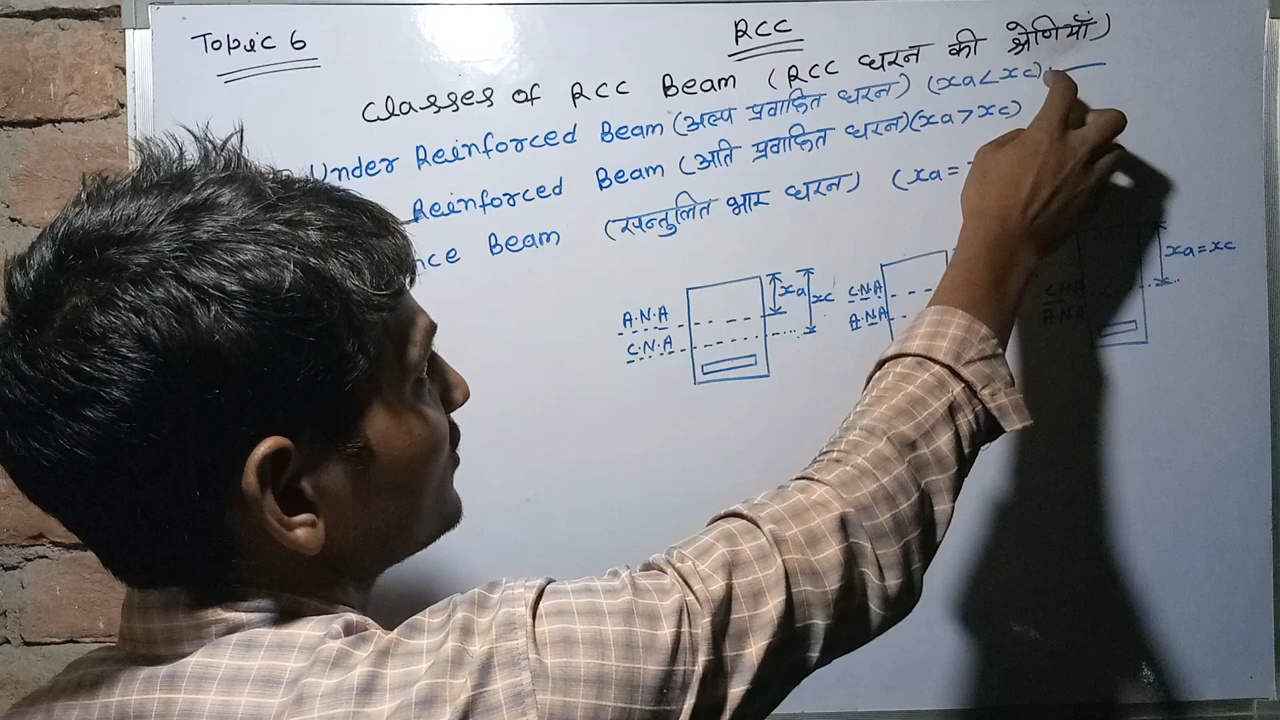 Topic 6
RCC
Classes of RCC Beam (RCC धरन की श्रेणियाँ)
Under Reinforced Beam (अल्प प्रबलित धरन) (xa<xc)
Reinforced Beam (अति प्रबलित धरन) (xa>xc)
Beam (सन्तुलित भार धरन) (xa=
A.N.A
C.N.A
xa
xc
C.N.A
A.N.A
C.N.A
A.N.A
xa=xc